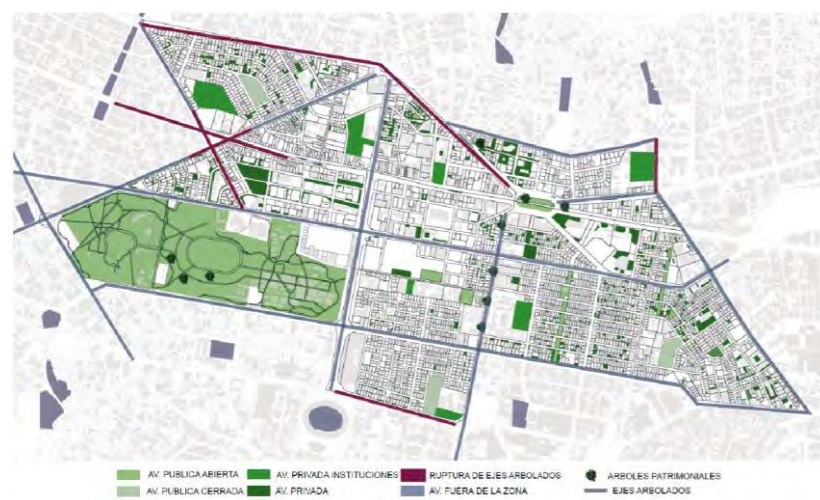 AV. PUBLICA ABIERTA AV. PRIVADA INSTITUCIONES RUPTURA DE EJES ARBOLADOS ARBOLES PATRIMONIALES
AV. PUBLICA CERRADA AV. PRIVADA AV. FUERA DE LA ZONA EJES ARBOLADOS